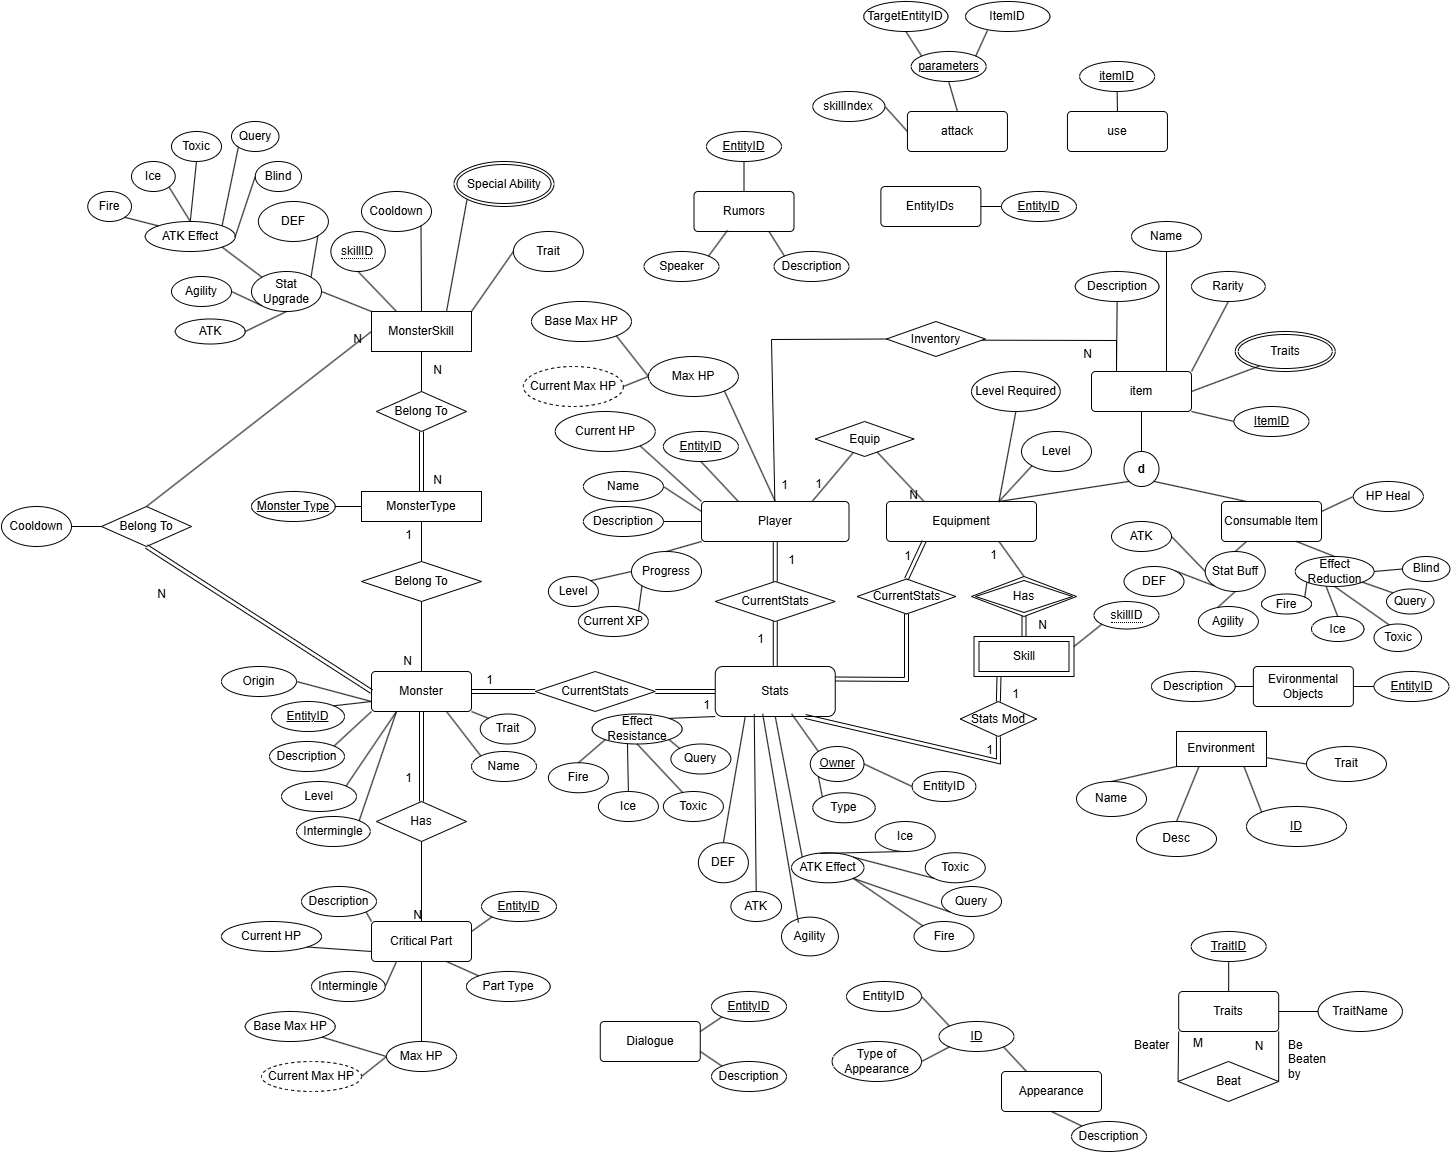 TargetEntityID
ItemID
parameters
itemID
skillIndex
attack
use
Toxic
Query
EntityID
Ice
Blind
Special Ability
Fire
DEF
Cooldown
Rumors
EntityIDs
EntityID
ATK Effect
skillID
Trait
Name
Speaker
Description
Agility
Stat
Upgrade
Description
Rarity
ATK
MonsterSkill
Base Max HP
Inventory
N
N
Traits
N
Current Max HP
Max HP
Level Required
item
Belong To
Current HP
EntityID
Equip
ItemID
Level
d
N
Name
1
1
N
HP Heal
Monster Type
MonsterType
Cooldown
Belong To
Description
Player
Equipment
Consumable Item
1
ATK
1
1
1
Belong To
Progress
DEF
Stat Buff
Effect
Reduction
Blind
N
Level
CurrentStats
CurrentStats
Has
Fire
Query
Current XP
skillID
Agility
Ice
Toxic
1
N
N
Skill
Origin
1
Monster
CurrentStats
Stats
1
Description
Evironmental
Objects
EntityID
EntityID
1
Stats Mod
Trait
Effect
Resistance
Description
Query
1
Environment
Name
Owner
Trait
1
Fire
EntityID
Level
Ice
Toxic
Type
Name
Intermingle
Has
Ice
Desc
ID
DEF
ATK Effect
Toxic
Description
EntityID
ATK
Query
N
Current HP
Critical Part
Agility
Fire
TraitID
Intermingle
Part Type
EntityID
EntityID
Traits
TraitName
Base Max HP
Dialogue
ID
Beater
M
N
Be
Beaten
by
Max HP
Type of
Appearance
Current Max HP
Description
Appearance
Beat
Description